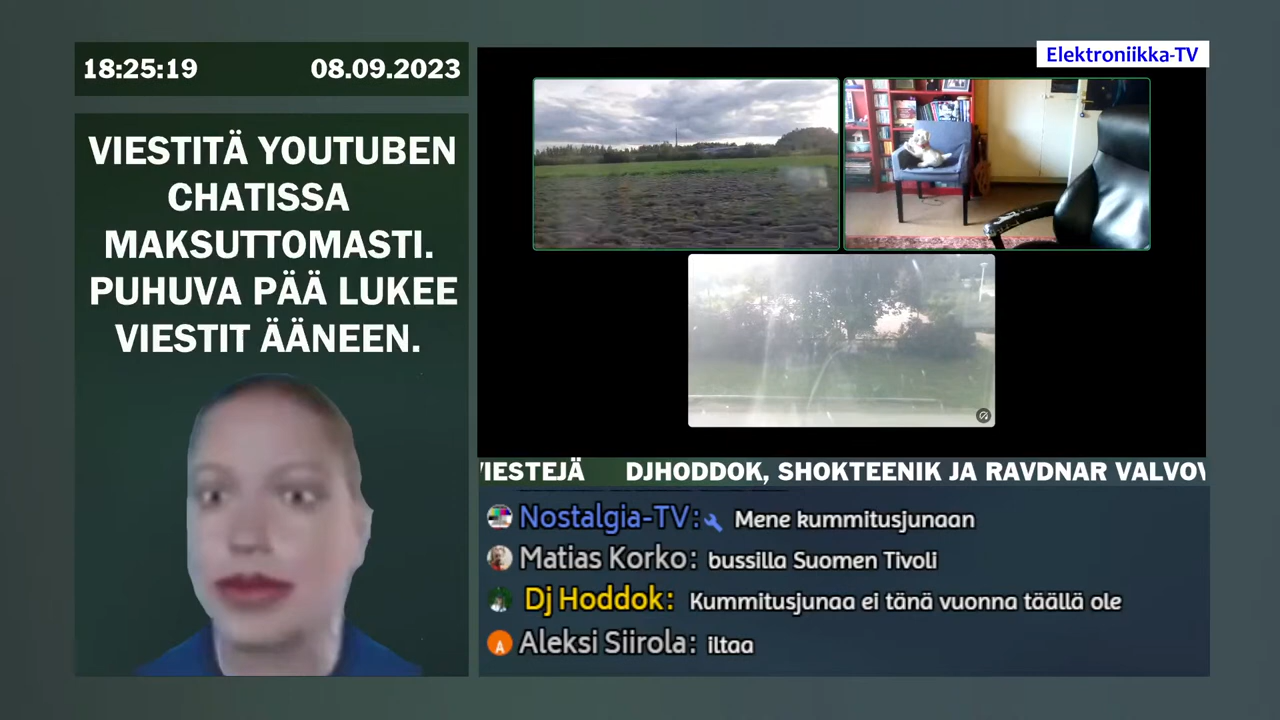 18:25:19 08.09.2023
VIESTITÄ YOUTUBEN
CHATISSA
MAKSUTTOMASTI.
PUHUVA PÄÄ LUKEE
VIESTIT ÄÄNEEN.
Elektroniikka-TV
VIESTEJÄ DJHODDOK, SHOKTEENIK JA RAVDNAR VALVOV
Nostalgia-TV: Mene kummitusjunaan
Matias Korko: bussilla Suomen Tivoli
Dj Hoddok: Kummitusjunaa ei tänä vuonna täällä ole
A Aleksi Siirola: iltaa